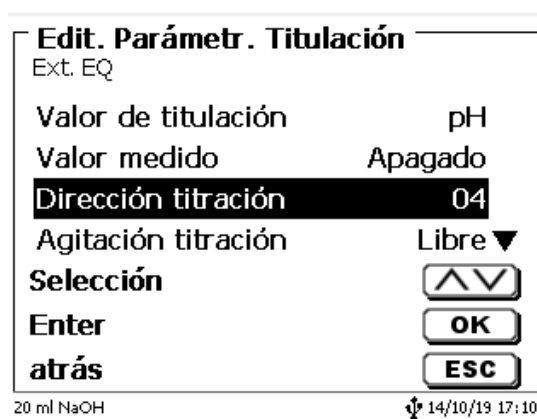 Edit. Parámetr. Titulación
Ext. EQ
Valor de titulación pH
Valor medido Apagado
Dirección titración 04
Agitación titración Libre ▼
Selección
Enter OK
atrás ESC
20 ml NaOH 14/10/19 17:10